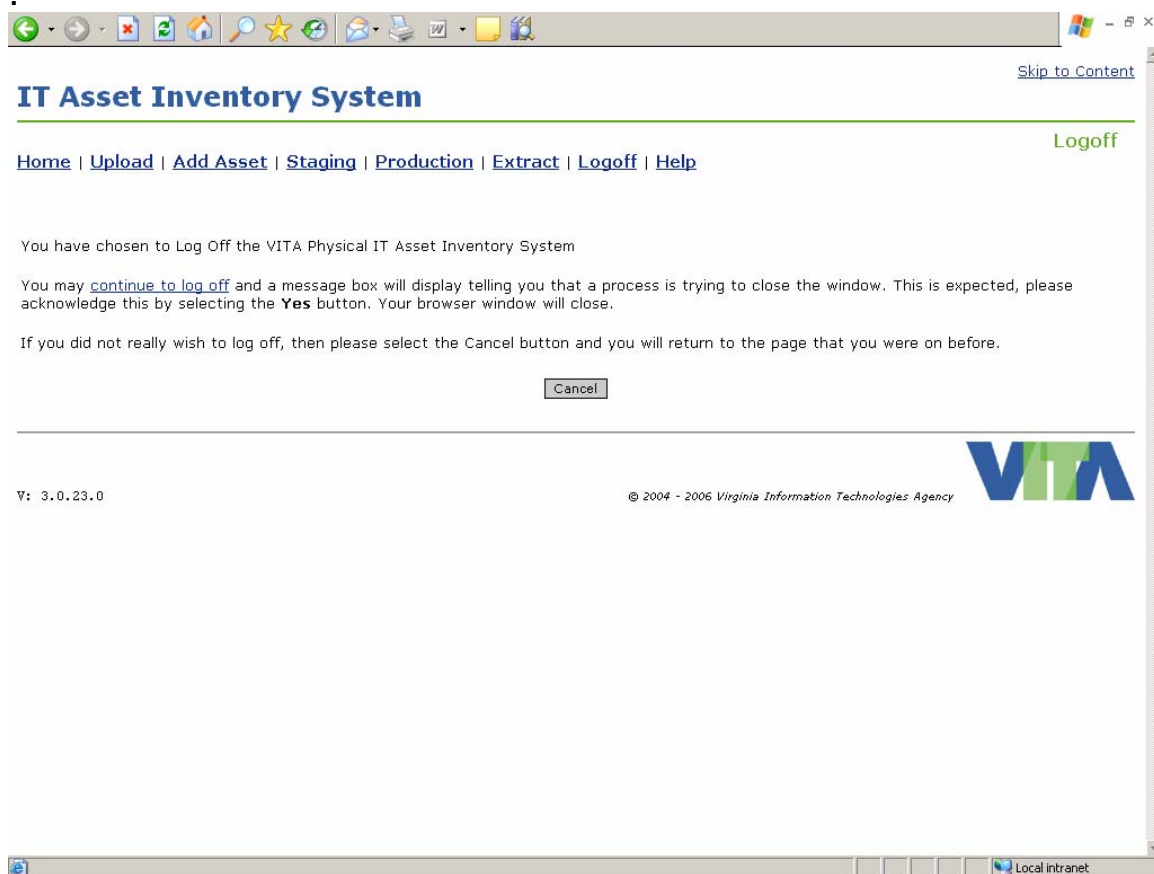 Skip to Content
IT Asset Inventory System
Logoff
Home | Upload | Add Asset | Staging | Production | Extract | Logoff | Help
You have chosen to Log Off the VITA Physical IT Asset Inventory System
You may continue to log off and a message box will display telling you that a process is trying to close the window. This is expected, please
acknowledge this by selecting the Yes button. Your browser window will close.
If you did not really wish to log off, then please select the Cancel button and you will return to the page that you were on before.
Cancel
VITA
V: 3.0.23.0
© 2004 - 2006 Virginia Information Technologies Agency
Local intranet